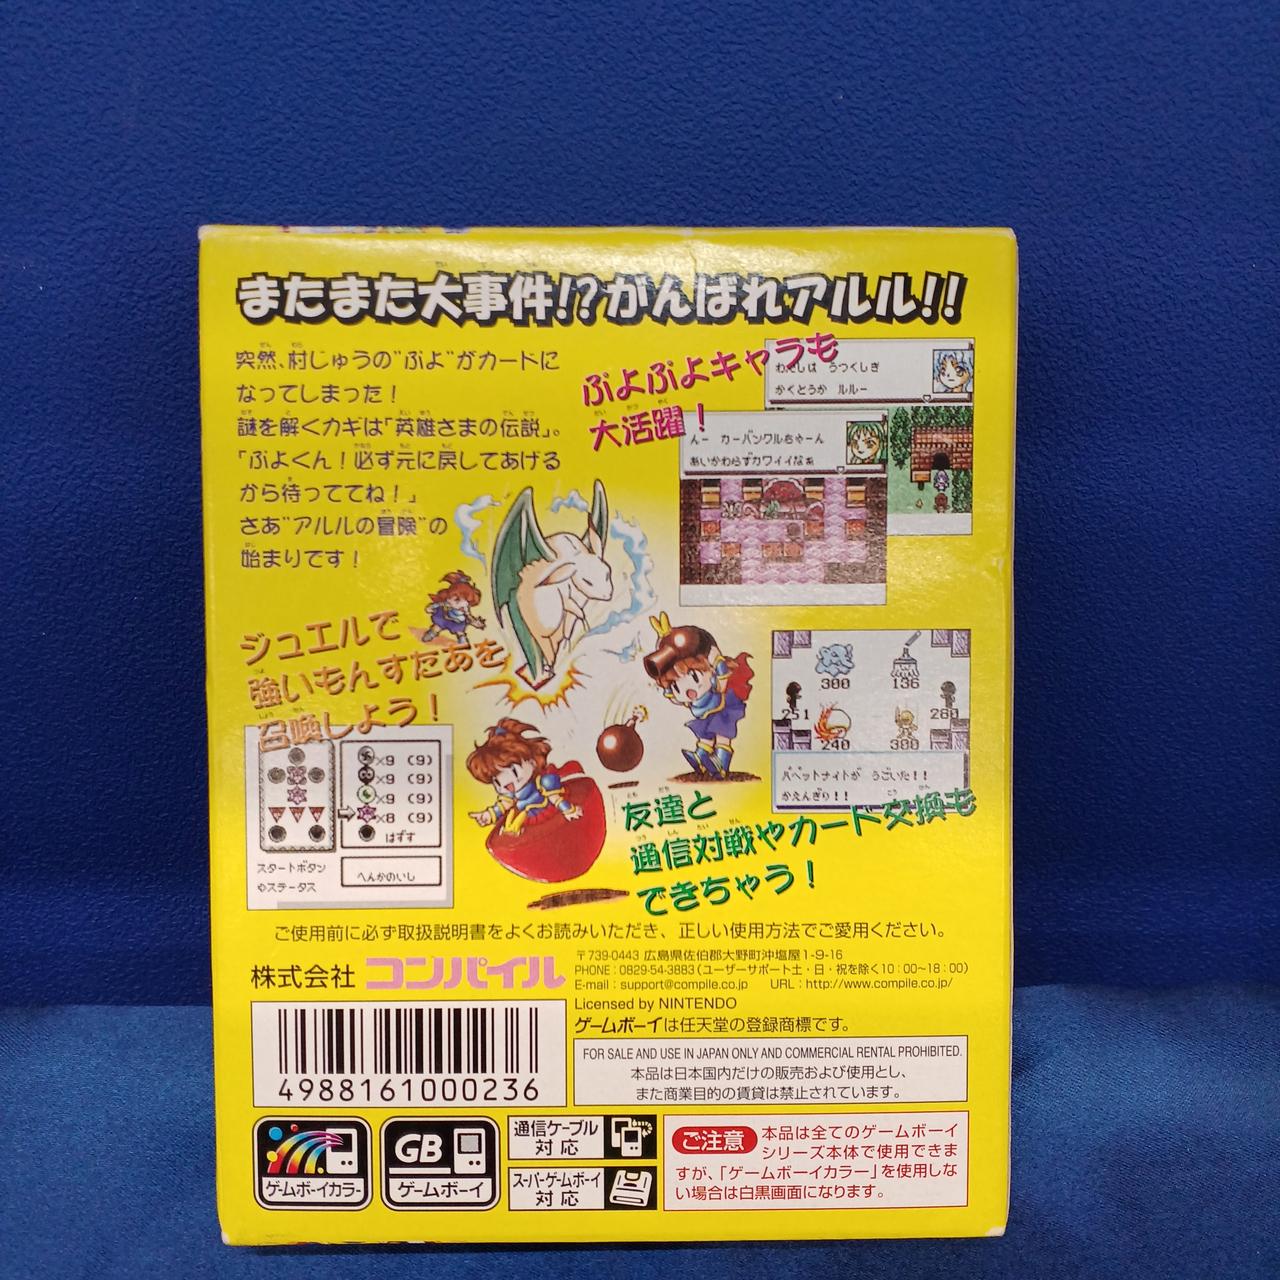 またまた大事件!?がんばれアルル!!
突然、村じゅうの"ぷよ"がカードに
なってしまった！
謎を解くカギは「英雄さまの伝説」。
「ぷよくん！必ず元に戻してあげる
から待っててね！」
さあ"アルルの冒険"の
始まりです！
ぷよぷよキャラも
大活躍！
わたしは うつくしき
かくとうか ルルー
んー カーバンクルちゃーん
あいかわらずカワイイなぁ
ジュエルで
強いもんすたあを
召喚しよう！
×9 (9)
×9 (9)
×9 (9)
×8 (9)
はずす
スタートボタン
ステータス
へんかのいし
300
136
251
280
240
380
パペットナイトが うごいた！！
かえんぎり！！
友達と
通信対戦やカード交換も
できちゃう！
ご使用前に必ず取扱説明書をよくお読みいただき、正しい使用方法でご愛用ください。
株式会社 コンパイル
〒739-0443 広島県佐伯郡大野町沖塩屋1-9-16
PHONE：0829-54-3883（ユーザーサポート土・日・祝を除く10：00〜18：00）
E-mail：support@compile.co.jp URL：http://www.compile.co.jp/
Licensed by NINTENDO
ゲームボーイは任天堂の登録商標です。
FOR SALE AND USE IN JAPAN ONLY AND COMMERCIAL RENTAL PROHIBITED.
本品は日本国内だけの販売および使用とし、
また商業目的の賃貸は禁止されています。
4988161000236
ゲームボーイカラー
GB
ゲームボーイ
通信ケーブル
対応
スーパーゲームボーイ
対応
ご注意
本品は全てのゲームボーイ
シリーズ本体で使用できま
すが、「ゲームボーイカラー」を使用しな
い場合は白黒画面になります。